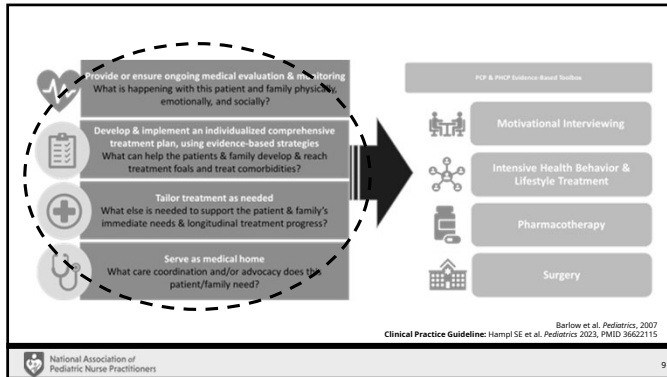 Provide or ensure ongoing medical evaluation & monitoring
What is happening with this patient and family physically,
emotionally, and socially?
Develop & implement an individualized comprehensive
treatment plan, using evidence-based strategies
What can help the patients & family develop & reach
treatment foals and treat comorbidities?
Tailor treatment as needed
What else is needed to support the patient & family's
immediate needs & longitudinal treatment progress?
Serve as medical home
What care coordination and/or advocacy does this
patient/family need?
PCP & PHCP Evidence-Based Toolbox
Motivational Interviewing
Intensive Health Behavior &
Lifestyle Treatment
Pharmacotherapy
Surgery
Barlow et al. Pediatrics, 2007
Clinical Practice Guideline: Hampl SE et al. Pediatrics 2023, PMID 36622115
National Association of
Pediatric Nurse Practitioners
9